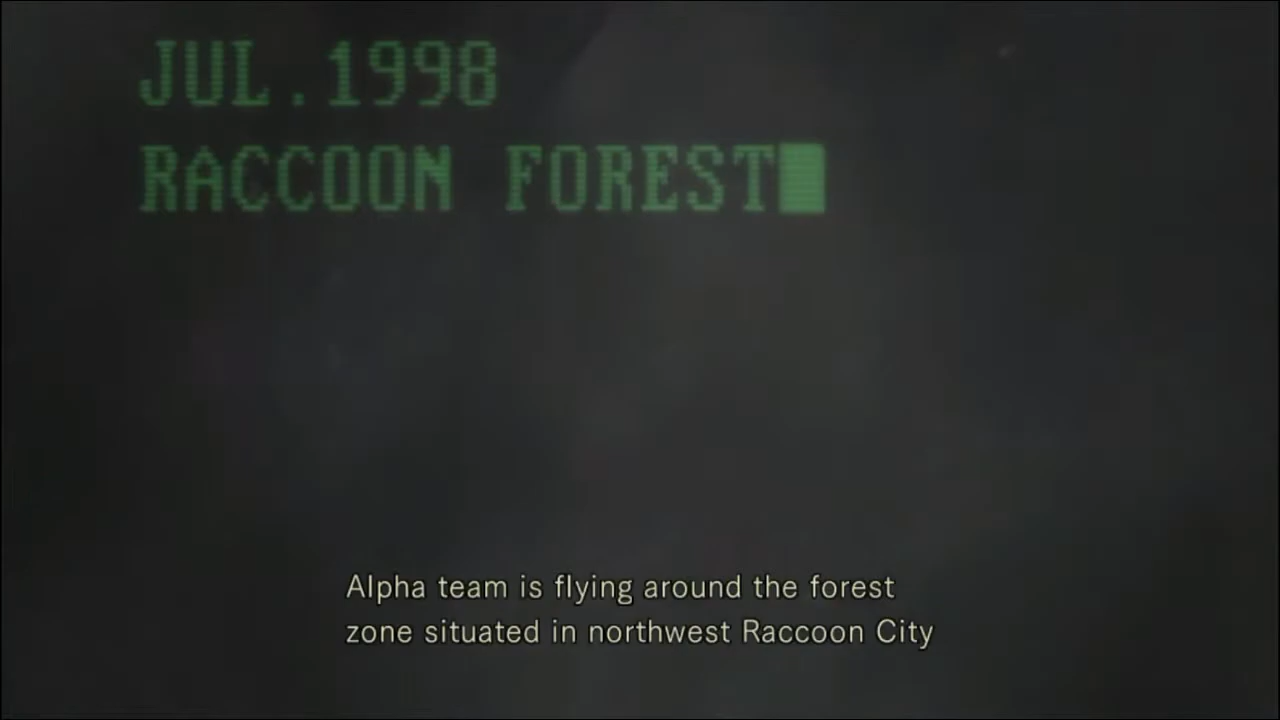 JUL.1998
RACCOON FOREST
Alpha team is flying around the forest
zone situated in northwest Raccoon City